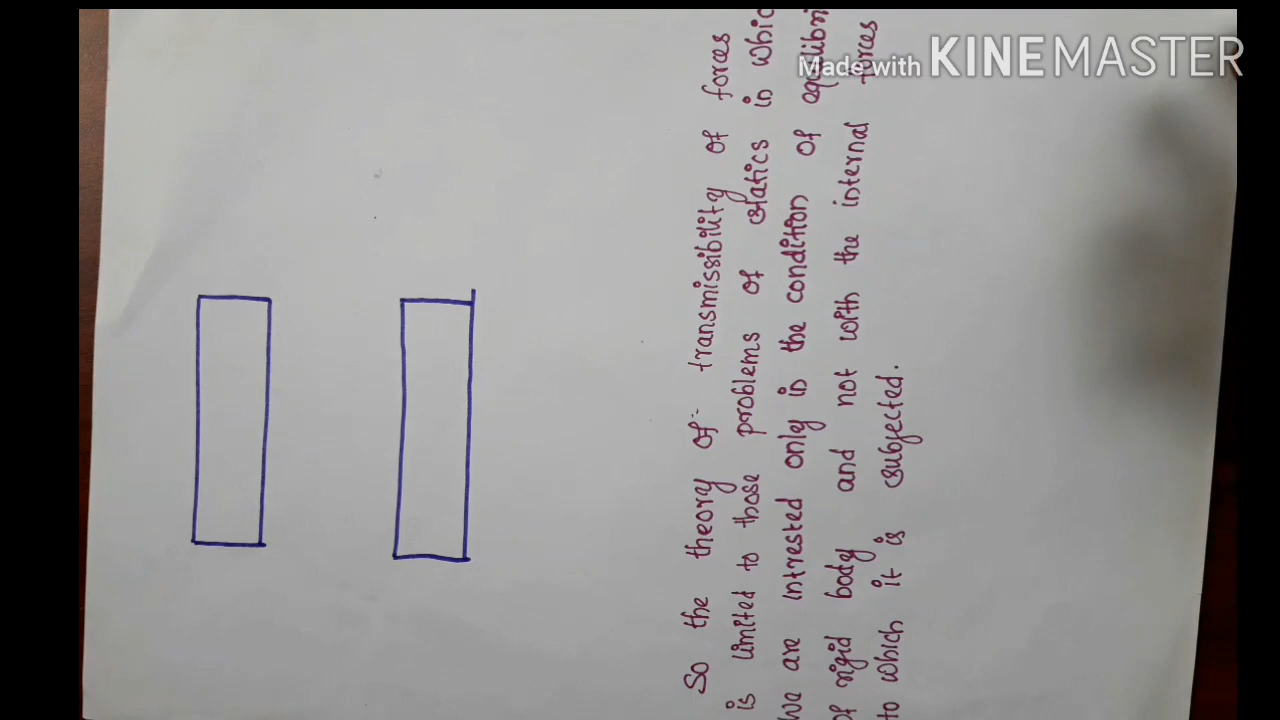 Made with KINEMASTER
So the theory of transmissibility of forces
is limited to those problems of statics in
We are intrested only in the condition of
of rigid body and not with the internal forces
to which it is subjected.